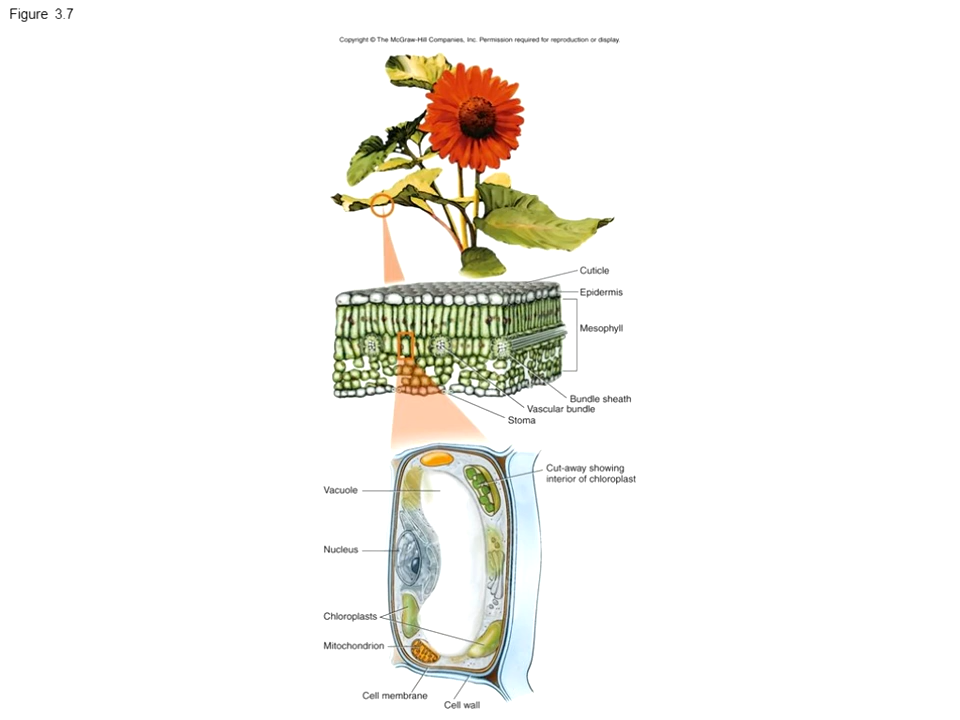 Figure 3.7
Copyright © The McGraw-Hill Companies, Inc. Permission required for reproduction or display.
Cuticle
Epidermis
Mesophyll
Bundle sheath
Vascular bundle
Stoma
Cut-away showing
interior of chloroplast
Vacuole
Nucleus
Chloroplasts
Mitochondrion
Cell membrane
Cell wall